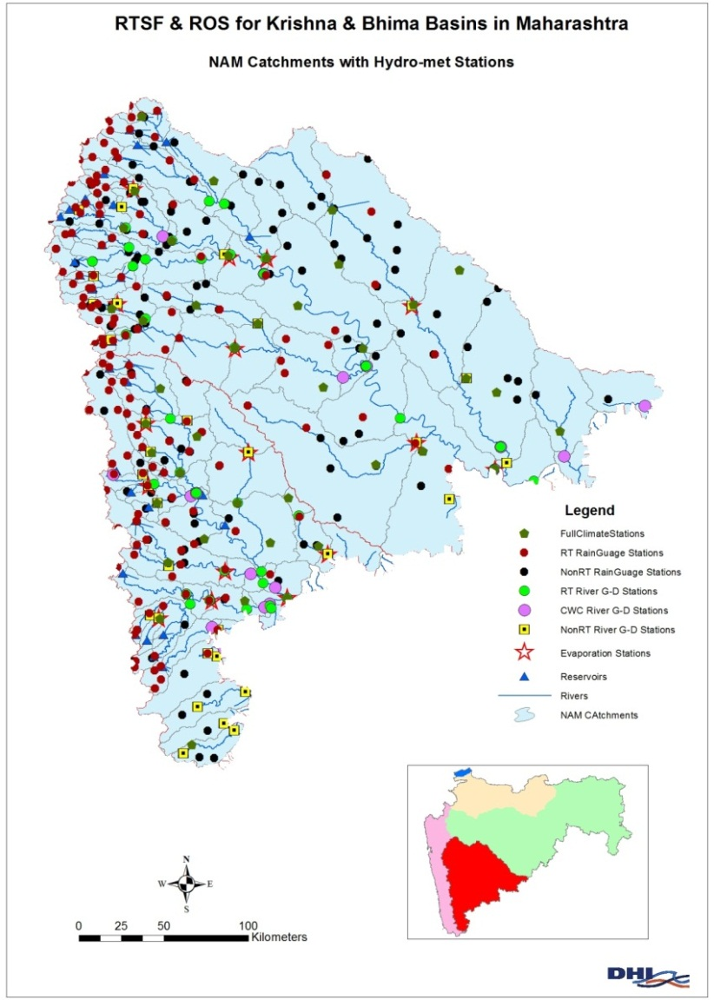 RTSF & ROS for Krishna & Bhima Basins in Maharashtra
NAM Catchments with Hydro-met Stations
Legend
FullClimateStations
RT RainGuage Stations
NonRT RainGuage Stations
RT River G-D Stations
CWC River G-D Stations
NonRT River G-D Stations
Evaporation Stations
Reservoirs
Rivers
NAM CAtchments
N
W E
S
0 25 50 100
Kilometers
DHI